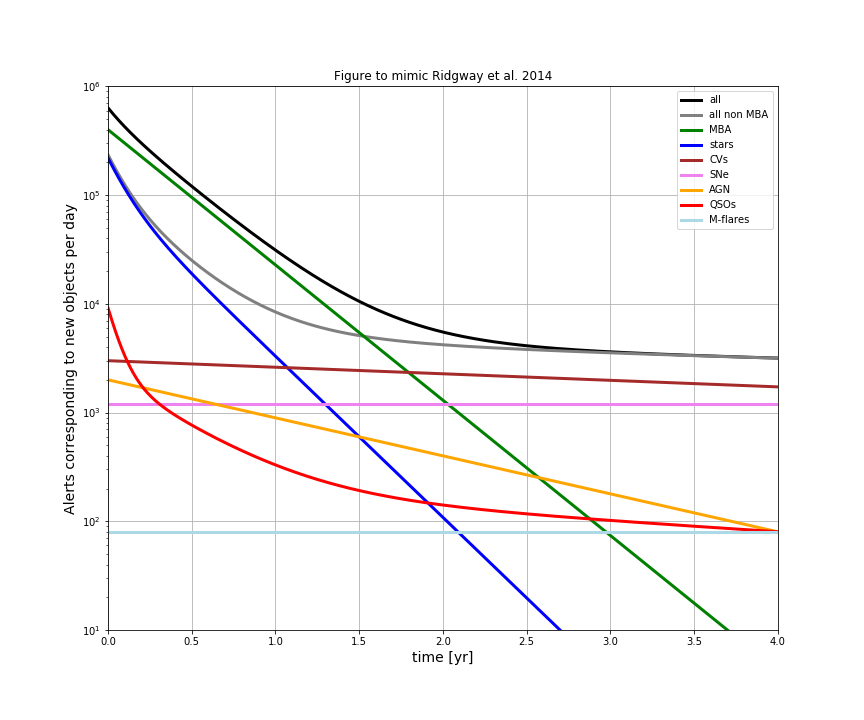 Figure to mimic Ridgway et al. 2014
all
all non MBA
MBA
stars
CVs
SNe
AGN
QSOs
M-flares
Alerts corresponding to new objects per day
10^6
10^5
10^4
10^3
10^2
10^1
0.0 0.5 1.0 1.5 2.0 2.5 3.0 3.5 4.0
time [yr]